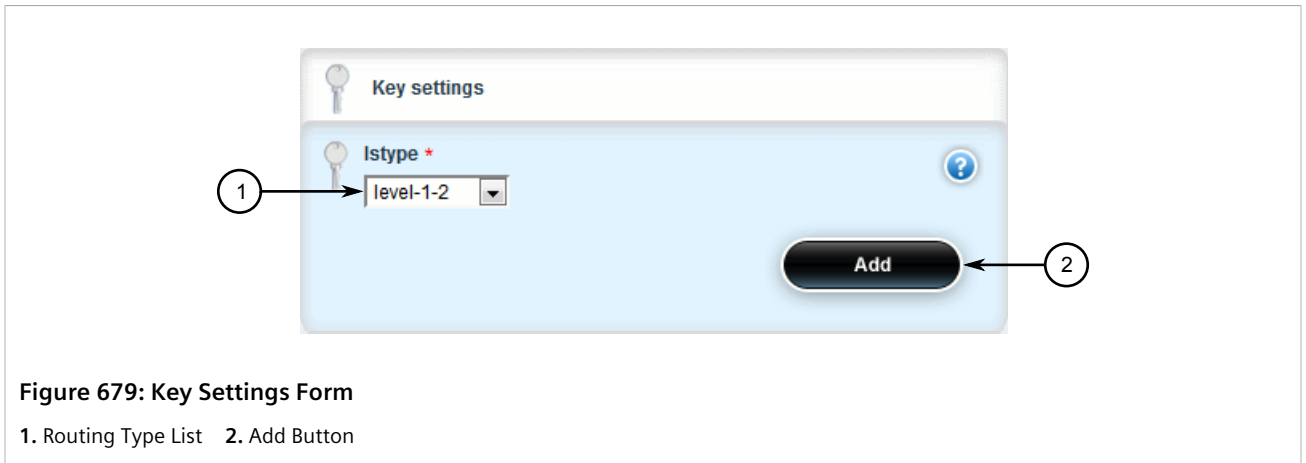 Key settings
Istype *
1
level-1-2
?
Add
2
Figure 679: Key Settings Form
1. Routing Type List 2. Add Button